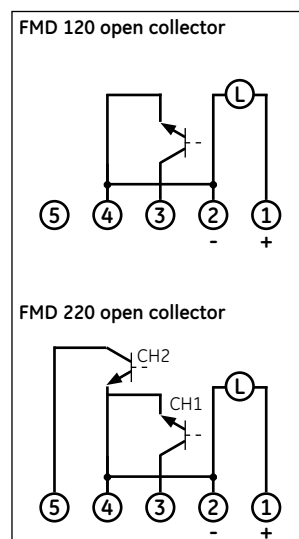 FMD 120 open collector
L
5 4 3 2 1
- +
FMD 220 open collector
CH2
L
CH1
5 4 3 2 1
- +